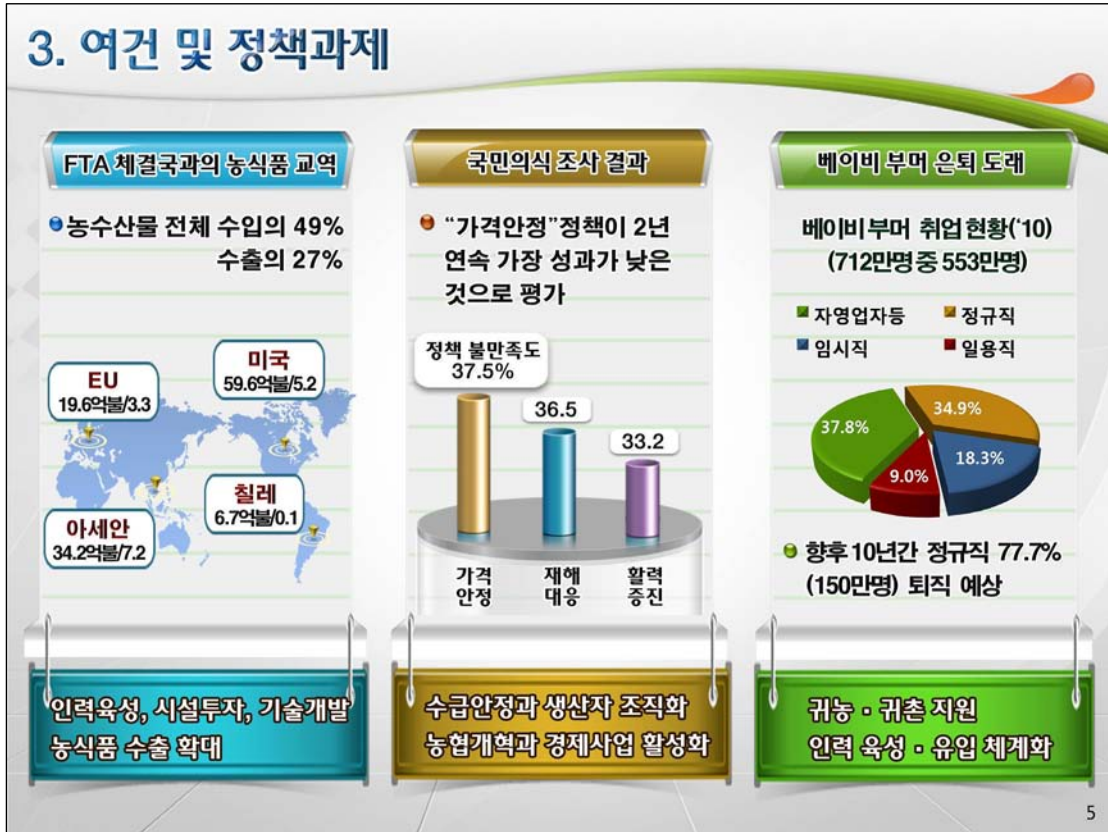 3. 여건 및 정책과제
FTA 체결국과의 농식품 교역
농수산물 전체 수입의 49%
수출의 27%
EU
19.6억불/3.3
미국
59.6억불/5.2
칠레
6.7억불/0.1
아세안
34.2억불/7.2
인력육성, 시설투자, 기술개발
농식품 수출 확대
국민의식 조사 결과
“가격안정”정책이 2년
연속 가장 성과가 낮은
것으로 평가
정책 불만족도
37.5%
36.5
33.2
가격
안정
재해
대응
활력
증진
수급안정과 생산자 조직화
농협개혁과 경제사업 활성화
베이비 부머 은퇴 도래
베이비 부머 취업 현황(‘10)
(712만명 중 553만명)
자영업자등 정규직
임시직 일용직
37.8%
34.9%
18.3%
9.0%
향후 10년간 정규직 77.7%
(150만명) 퇴직 예상
귀농·귀촌 지원
인력 육성·유입 체계화
5